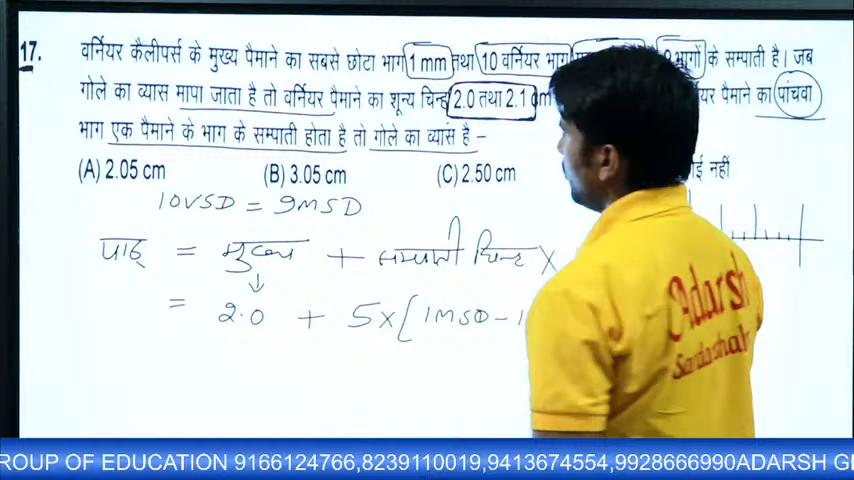 17. वर्नियर कैलीपर्स के मुख्य पैमाने का सबसे छोटा भाग 1 mm तथा 10 वर्नियर भाग 9 भागों के सम्पाती है। जब
गोले का व्यास मापा जाता है तो वर्नियर पैमाने का शून्य चिन्ह 2.0 तथा 2.1 cm पैमाने का पांचवा
भाग एक पैमाने के भाग के सम्पाती होता है तो गोले का व्यास है –
(A) 2.05 cm (B) 3.05 cm (C) 2.50 cm नहीं
10VSD = 9MSD
पाठ् = मुख्य + सम्पाती चिन्ह ×
↓
= 2.0 + 5×[1MSD – 1
Adarsh
ROUP OF EDUCATION 9166124766,8239110019,9413674554,9928666990ADARSH G